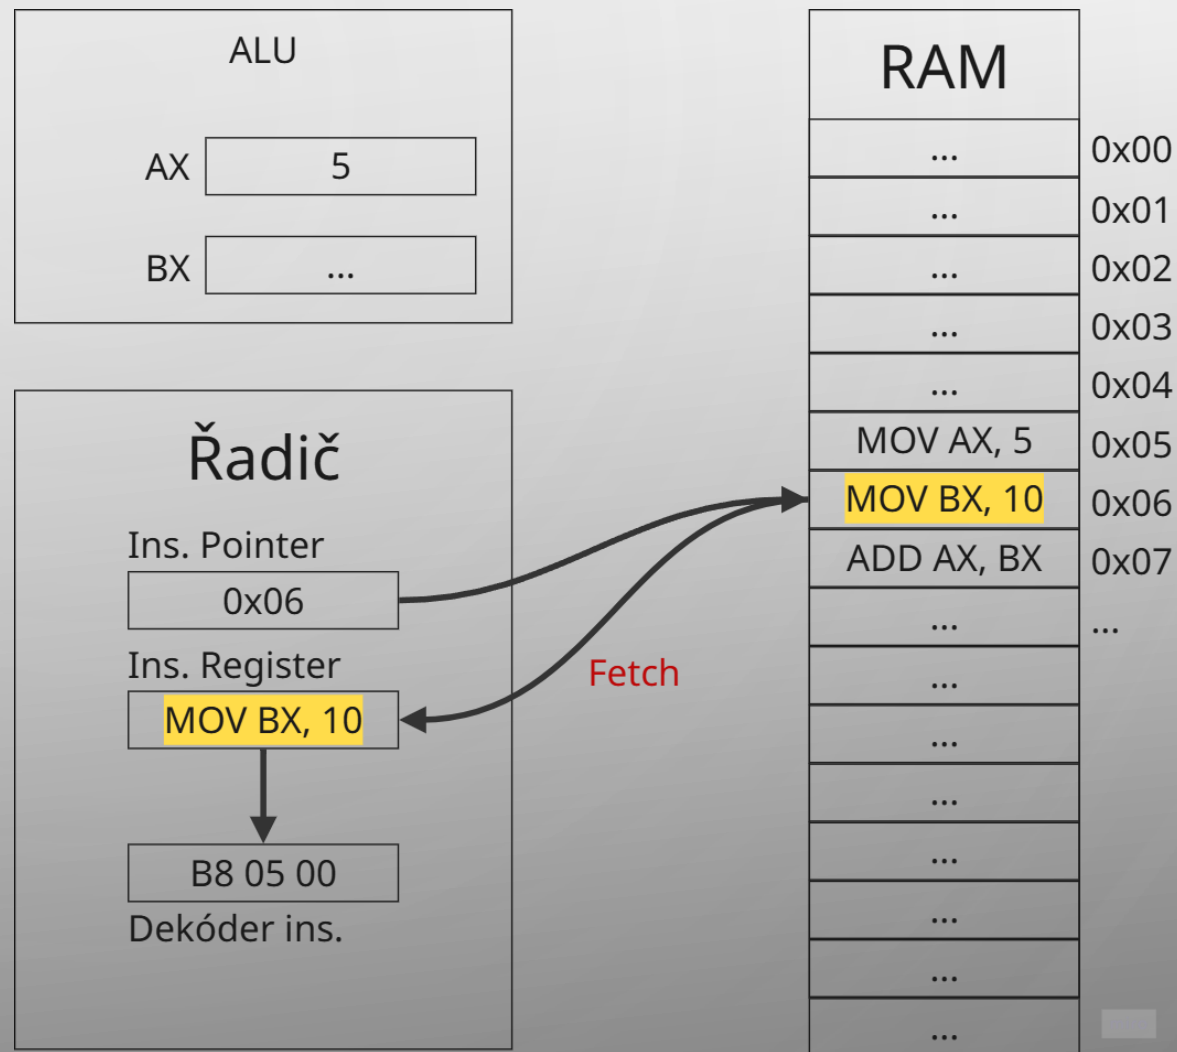 ALU
AX 5
BX ...
Řadič
Ins. Pointer
0x06
Ins. Register
MOV BX, 10
B8 05 00
Dekóder ins.
Fetch
RAM
... 0x00
... 0x01
... 0x02
... 0x03
... 0x04
MOV AX, 5 0x05
MOV BX, 10 0x06
ADD AX, BX 0x07
... ...
...
...
...
...
...
...
...